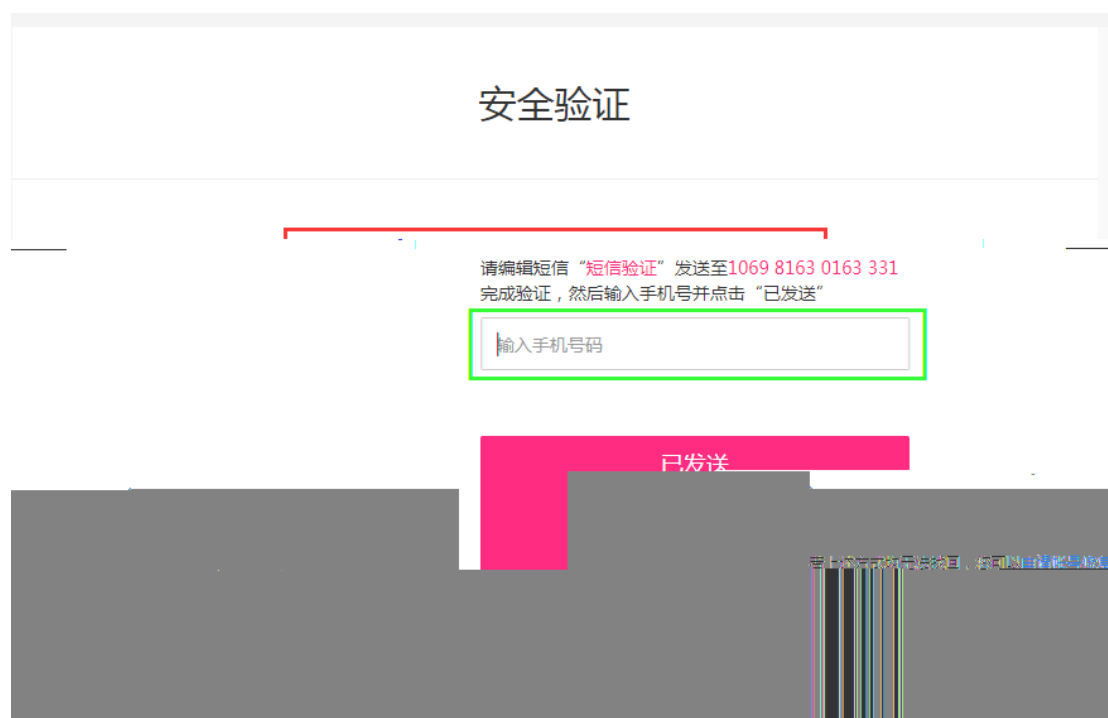 安全验证
请编辑短信“短信验证”发送至1069 8163 0163 331
完成验证，然后输入手机号并点击“已发送”
输入手机号码
已发送